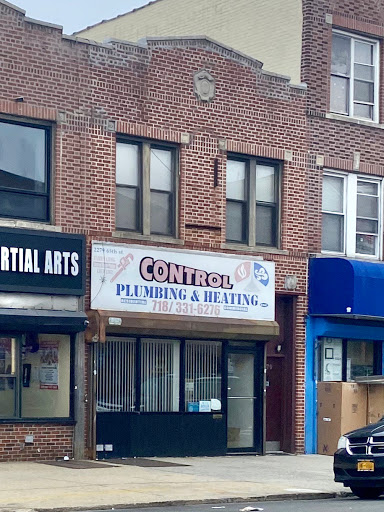 RTIAL ARTS
CONTROL
PLUMBING & HEATING
718/331-6276